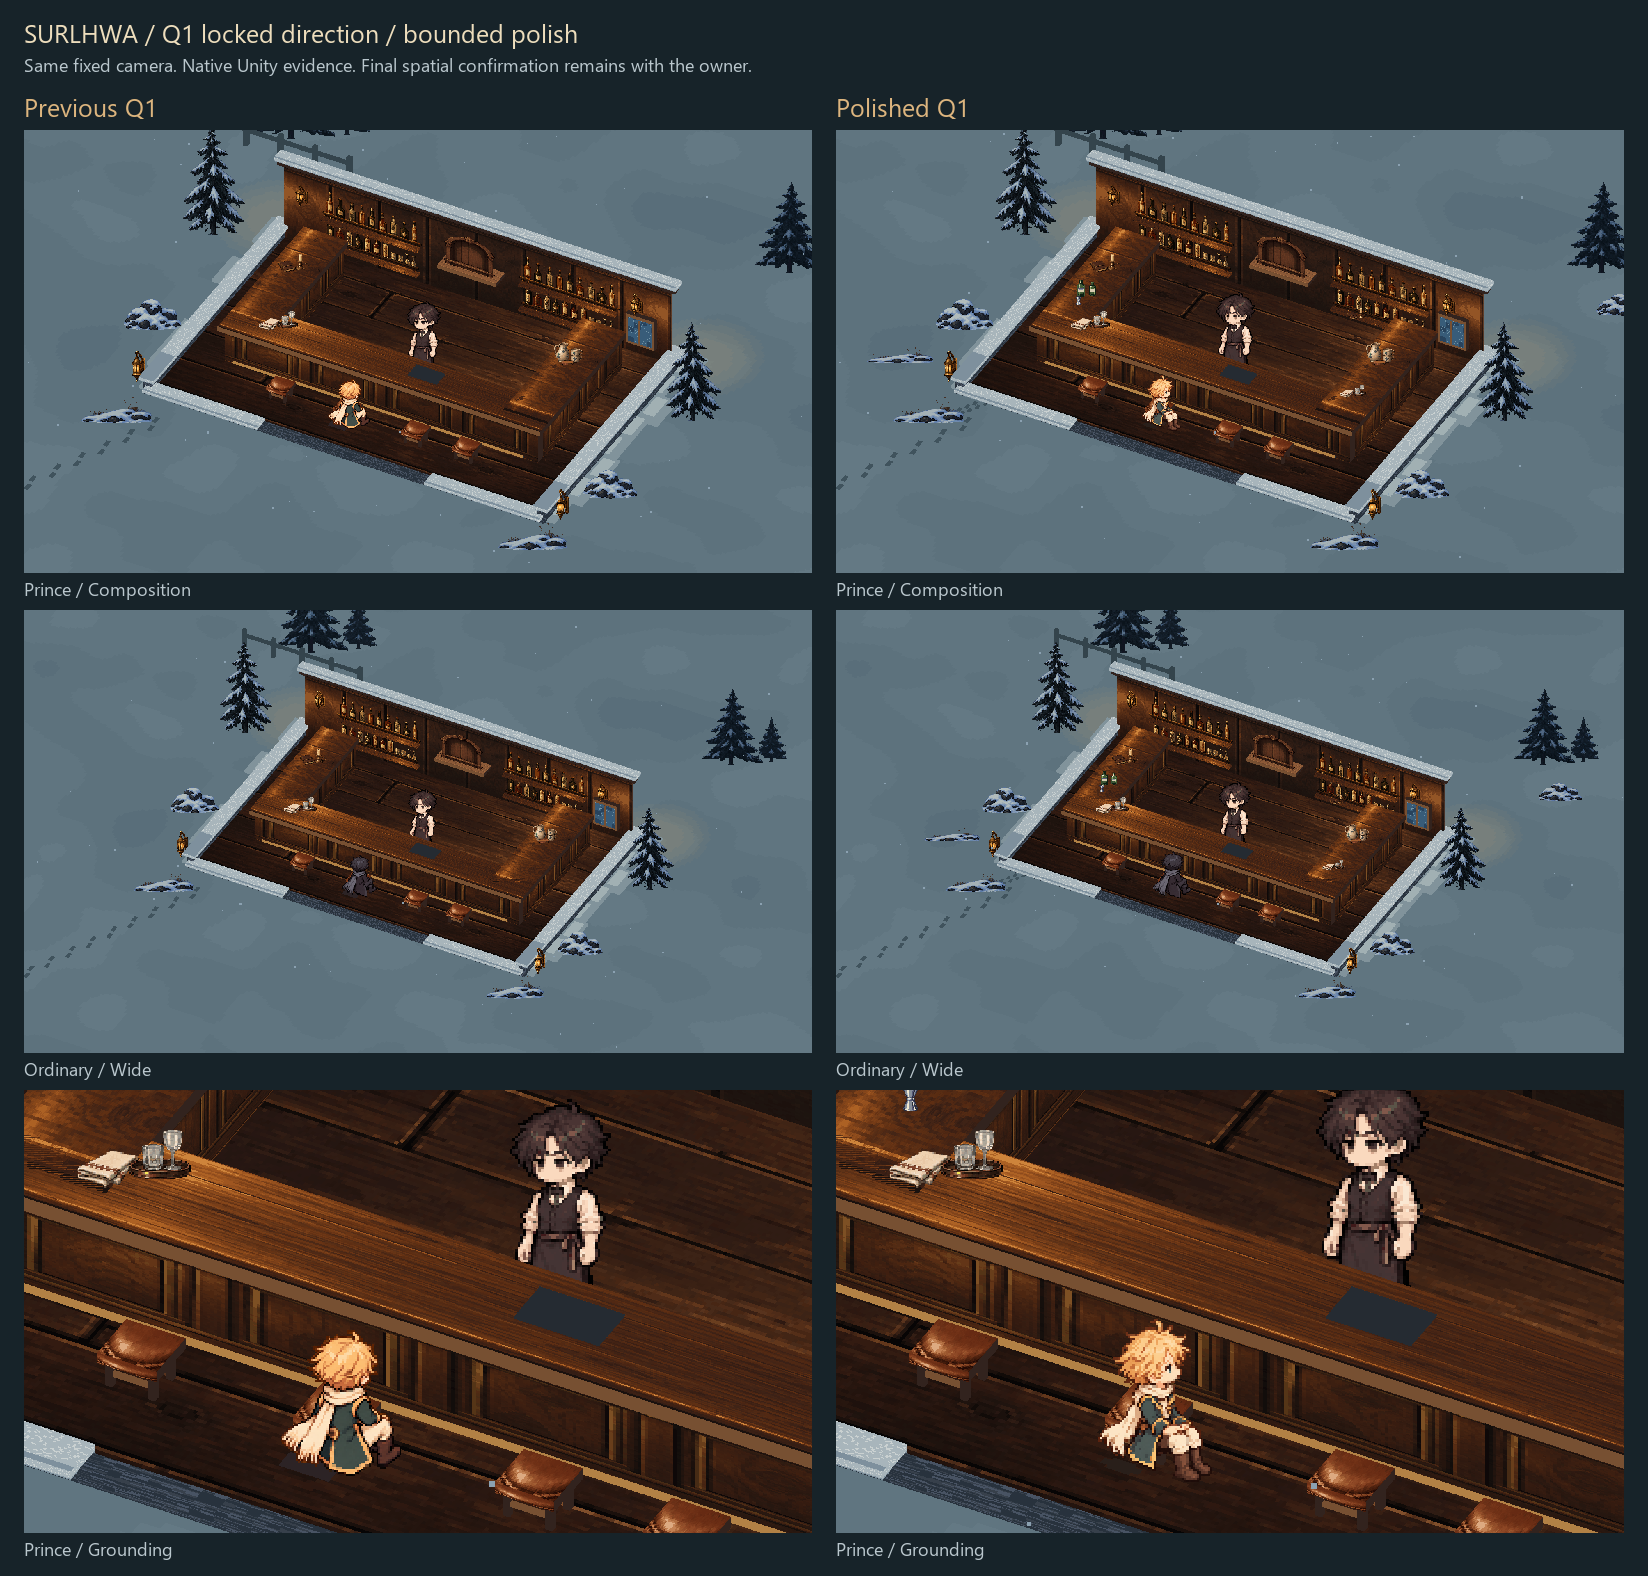 SURLHWA / Q1 locked direction / bounded polish
Same fixed camera. Native Unity evidence. Final spatial confirmation remains with the owner.
Previous Q1
Polished Q1
Prince / Composition
Prince / Composition
Ordinary / Wide
Ordinary / Wide
Prince / Grounding
Prince / Grounding